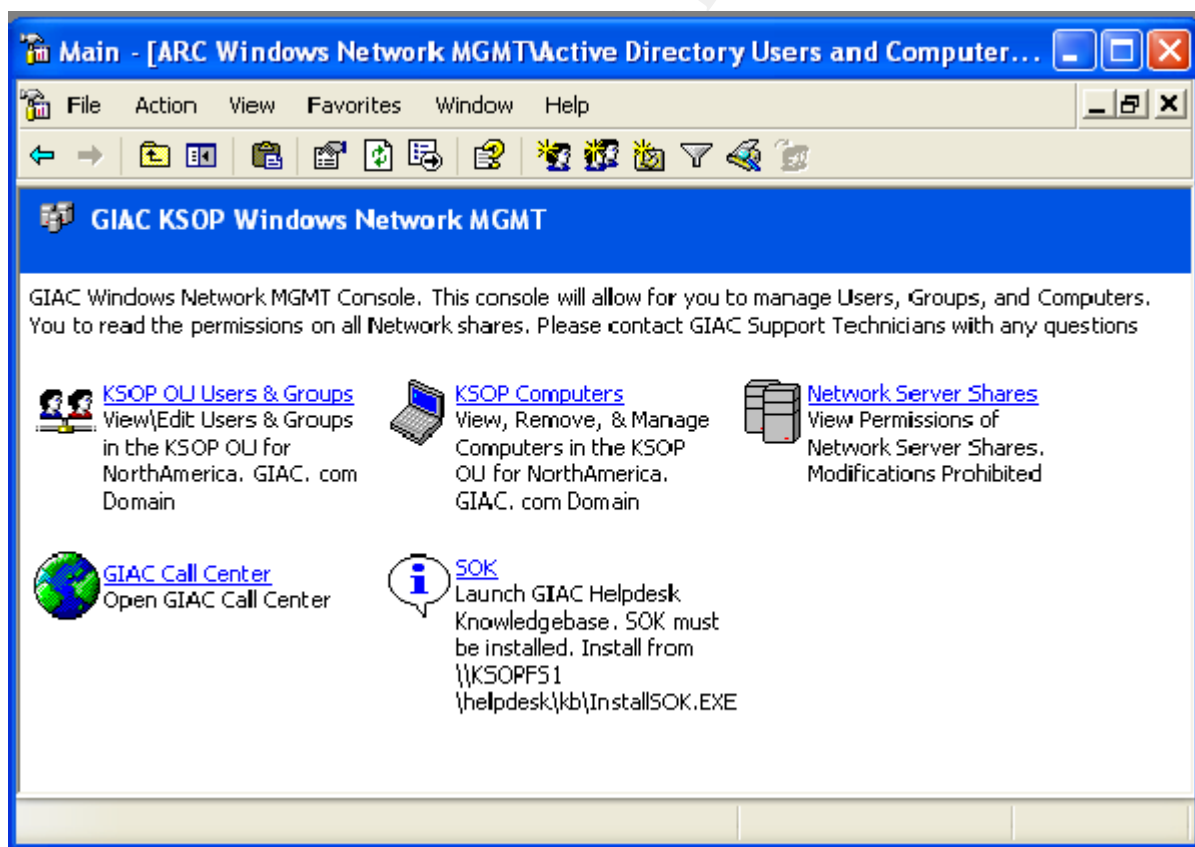 Main - [ARC Windows Network MGMT\Active Directory Users and Computer...
File Action View Favorites Window Help
GIAC KSOP Windows Network MGMT
GIAC Windows Network MGMT Console. This console will allow for you to manage Users, Groups, and Computers.
You to read the permissions on all Network shares. Please contact GIAC Support Technicians with any questions
KSOP OU Users & Groups
View\Edit Users & Groups
in the KSOP OU for
NorthAmerica. GIAC. com
Domain
KSOP Computers
View, Remove, & Manage
Computers in the KSOP
OU for NorthAmerica.
GIAC. com Domain
Network Server Shares
View Permissions of
Network Server Shares.
Modifications Prohibited
GIAC Call Center
Open GIAC Call Center
SOK
Launch GIAC Helpdesk
Knowledgebase. SOK must
be installed. Install from
\\KSOPFS1
\helpdesk\kb\InstallSOK.EXE